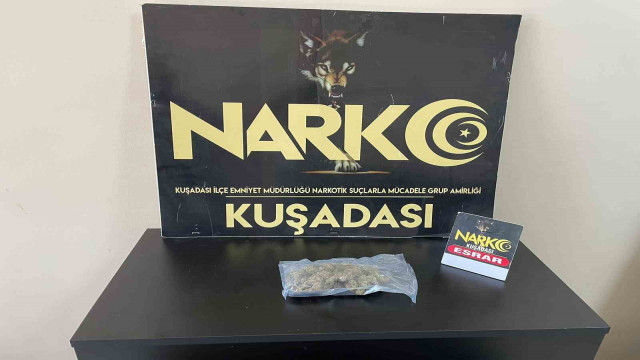 NARKO
KUŞADASI İLÇE EMNİYET MÜDÜRLÜĞÜ NARKOTİK SUÇLARLA MÜCADELE GRUP AMİRLİĞİ
KUŞADASI
NARKO
KUŞADASI
ESRAR